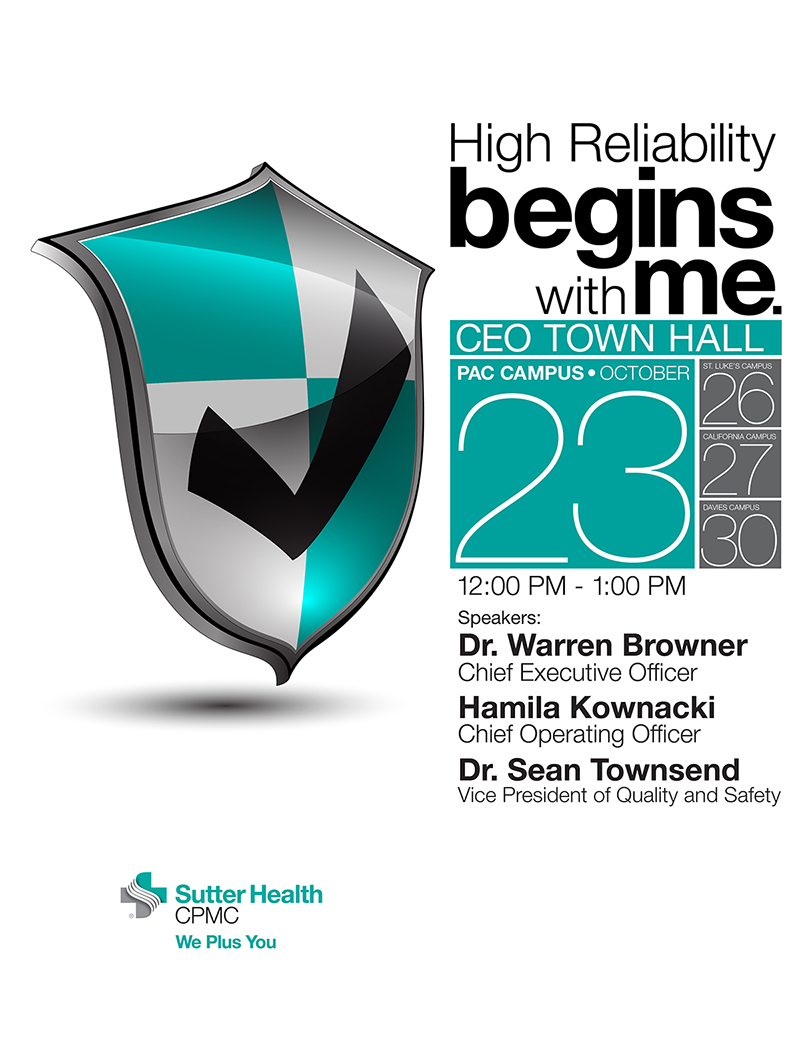 High Reliability
begins
with me.
CEO TOWN HALL
PAC CAMPUS • OCTOBER
23
ST. LUKE'S CAMPUS
26
CALIFORNIA CAMPUS
27
DAVIES CAMPUS
30
12:00 PM - 1:00 PM
Speakers:
Dr. Warren Browner
Chief Executive Officer
Hamila Kownacki
Chief Operating Officer
Dr. Sean Townsend
Vice President of Quality and Safety
Sutter Health
® CPMC
We Plus You